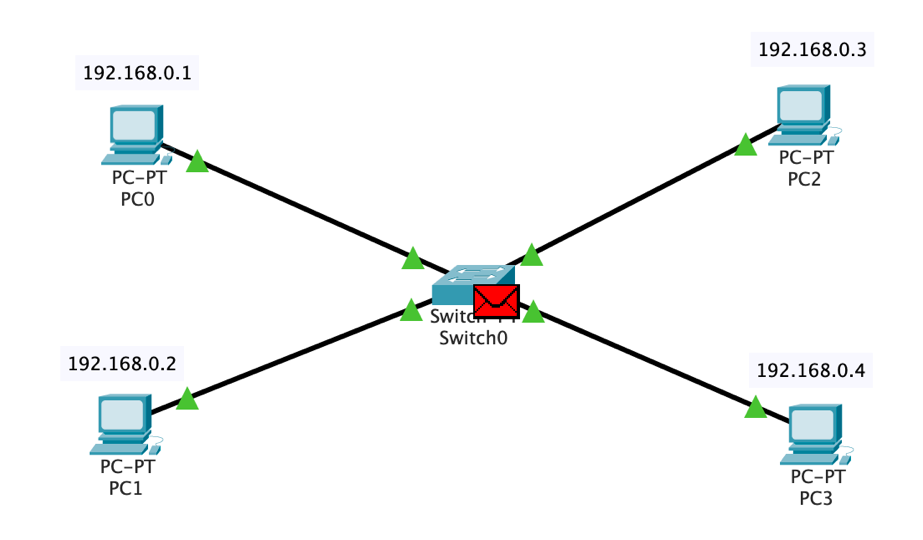 192.168.0.1
PC-PT
PC0
192.168.0.3
PC-PT
PC2
Switch0
192.168.0.2
PC-PT
PC1
192.168.0.4
PC-PT
PC3